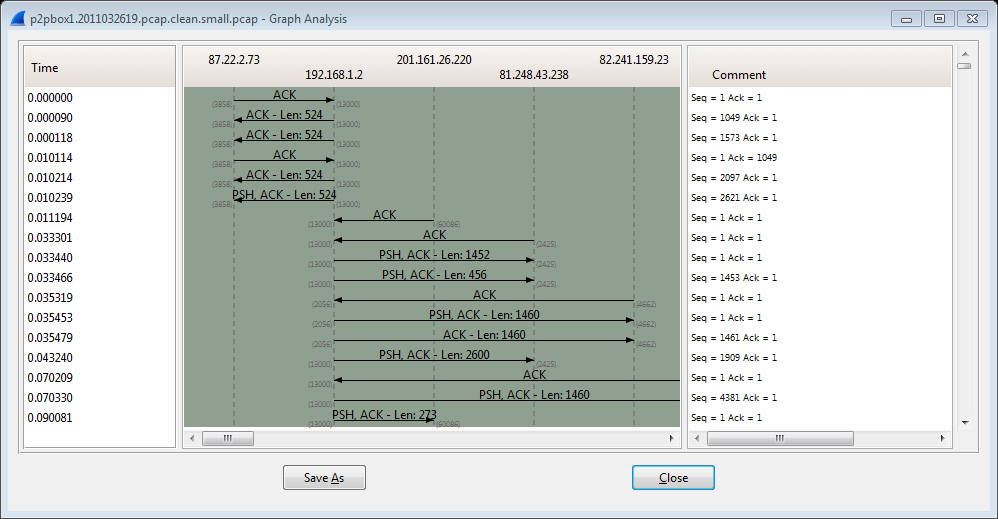 p2pbox1.2011032619.pcap.clean.small.pcap - Graph Analysis
Time 87.22.2.73 192.168.1.2 201.161.26.220 81.248.43.238 82.241.159.23 Comment
0.000000 ACK (3858) (13000) Seq = 1 Ack = 1
0.000090 ACK - Len: 524 (3858) (13000) Seq = 1049 Ack = 1
0.000118 ACK - Len: 524 (3858) (13000) Seq = 1573 Ack = 1
0.010114 ACK (3858) (13000) Seq = 1 Ack = 1049
0.010214 ACK - Len: 524 (3858) (13000) Seq = 2097 Ack = 1
0.010239 PSH, ACK - Len: 524 (3858) (13000) Seq = 2621 Ack = 1
0.011194 ACK (13000) (60086) Seq = 1 Ack = 1
0.033301 ACK (13000) (2425) Seq = 1 Ack = 1
0.033440 PSH, ACK - Len: 1452 (13000) (2425) Seq = 1 Ack = 1
0.033466 PSH, ACK - Len: 456 (13000) (2425) Seq = 1453 Ack = 1
0.035319 ACK (2056) (4662) Seq = 1 Ack = 1
0.035453 PSH, ACK - Len: 1460 (2056) (4662) Seq = 1 Ack = 1
0.035479 ACK - Len: 1460 (2056) (4662) Seq = 1461 Ack = 1
0.043240 PSH, ACK - Len: 2600 (13000) (2425) Seq = 1909 Ack = 1
0.070209 ACK (13000) Seq = 1 Ack = 1
0.070330 PSH, ACK - Len: 1460 (13000) Seq = 4381 Ack = 1
0.090081 PSH, ACK - Len: 273 (13000) (60086) Seq = 1 Ack = 1
Save As Close